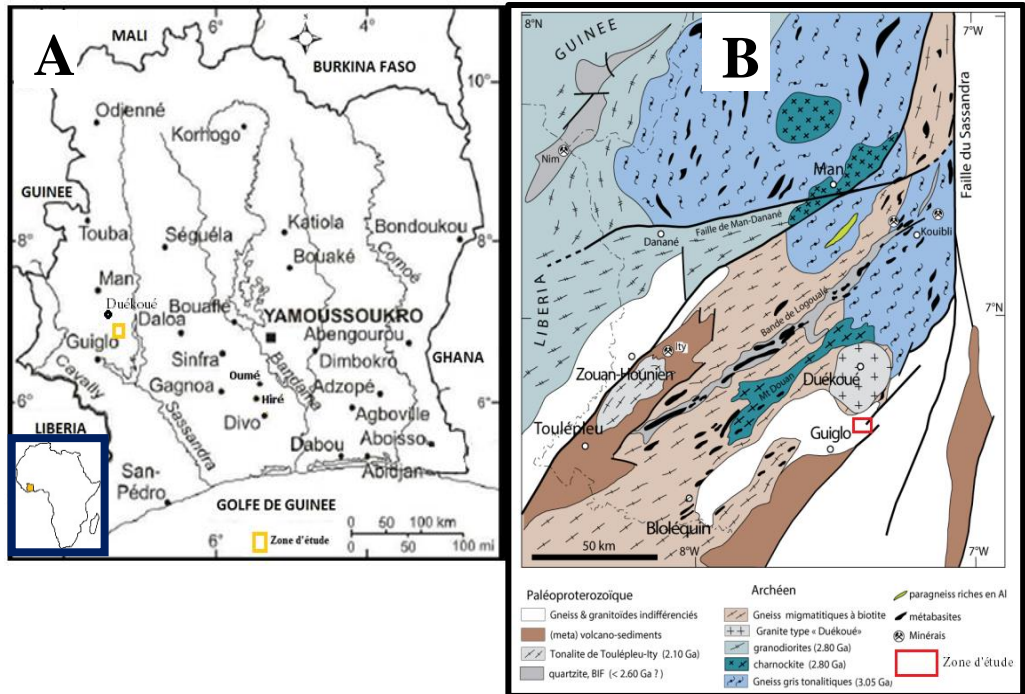 A
S
MALI
BURKINA FASO
10°
Odienné
Korhogo
GUINEE
Touba
Séguéla
Katiola
Bondoukou
8°
Comoé
Bouaké
Man
Duékoué
Bouaflé
YAMOUSSOUKRO
Daloa
Abengourou
Guiglo
Sinfra
Dimbokro
GHANA
Cavally
Bandama
Oumé
Gagnoa
Adzopé
6°
Hiré
Divo
Agboville
Sassandra
LIBERIA
Dabou
Aboisso
Abidjan
San-
Pédro
GOLFE DE GUINEE
0 50 100 km
0 50 100 mi
6°
4°
Zone d'étude
B
8°N
7°W
GUINEE
Nim
Man
Faille du Sassandra
Faille de Man-Danané
Danané
Kouibli
LIBERIA
7°N
Bande de Logoualé
Ity
Zouan-Hounien
Mt Douan
Duékoué
Toulépleu
Guiglo
Bloléquin
50 km
8°W
7°W
Paléoproterozoïque
Gneiss & granitoïdes indifférenciés
(meta) volcano-sediments
Tonalite de Toulépleu-Ity (2.10 Ga)
quartzite, BIF (< 2.60 Ga ?)
Archéen
Gneiss migmatitiques à biotite
Granite type « Duékoué»
granodiorites (2.80 Ga)
charnockite (2.80 Ga)
Gneiss gris tonalitiques (3.05 Ga)
paragneiss riches en Al
métabasites
Minérais
Zone d'étude